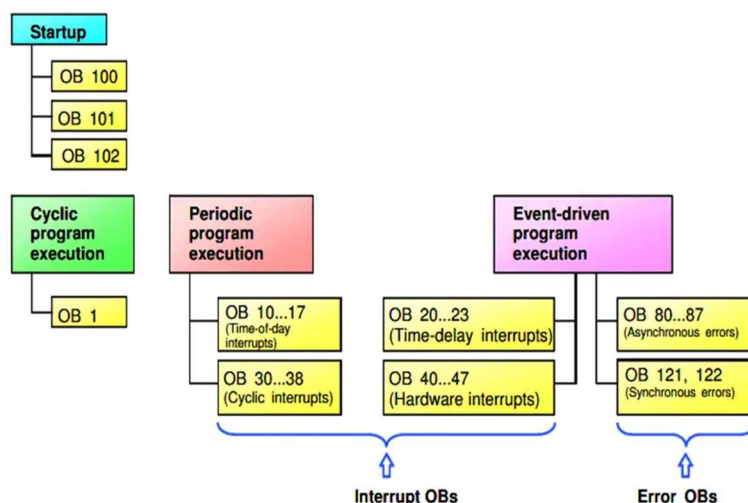 Startup
OB 100
OB 101
OB 102
Cyclic
program
execution
OB 1
Periodic
program
execution
OB 10...17
(Time-of-day
interrupts)
OB 30...38
(Cyclic interrupts)
Event-driven
program
execution
OB 20...23
(Time-delay interrupts)
OB 40...47
(Hardware interrupts)
OB 80...87
(Asynchronous errors)
OB 121, 122
(Synchronous errors)
Interrupt OBs
Error OBs